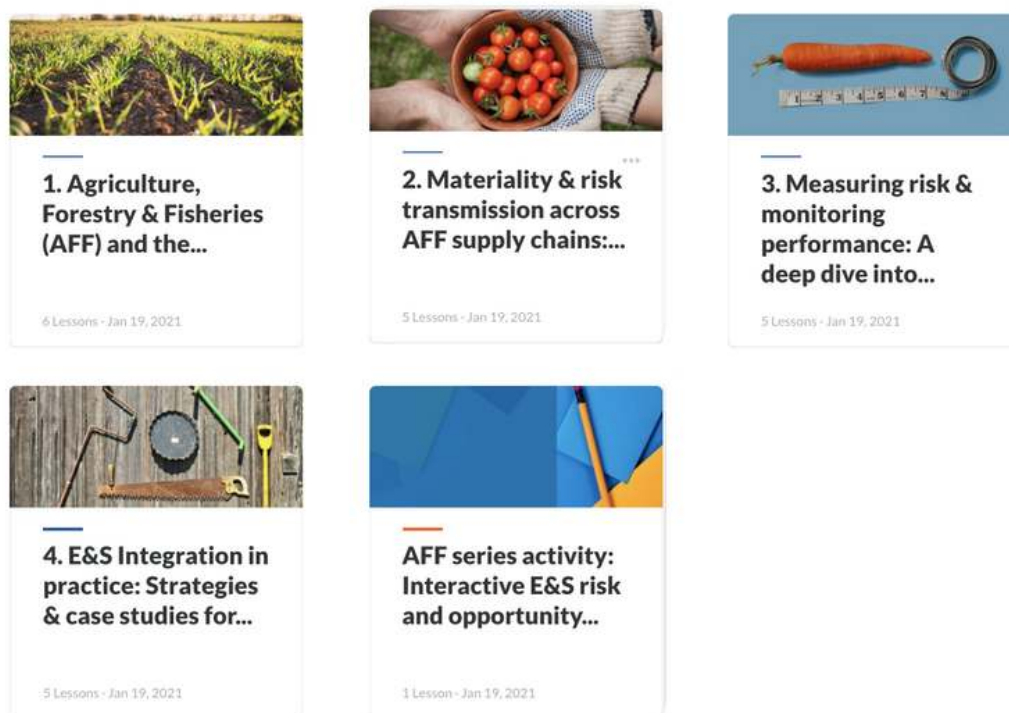 1. Agriculture,
Forestry & Fisheries
(AFF) and the...
6 Lessons - Jan 19, 2021
2. Materiality & risk
transmission across
AFF supply chains:...
5 Lessons - Jan 19, 2021
3. Measuring risk &
monitoring
performance: A
deep dive into...
5 Lessons - Jan 19, 2021
4. E&S Integration in
practice: Strategies
& case studies for...
5 Lessons - Jan 19, 2021
AFF series activity:
Interactive E&S risk
and opportunity...
1 Lesson - Jan 19, 2021